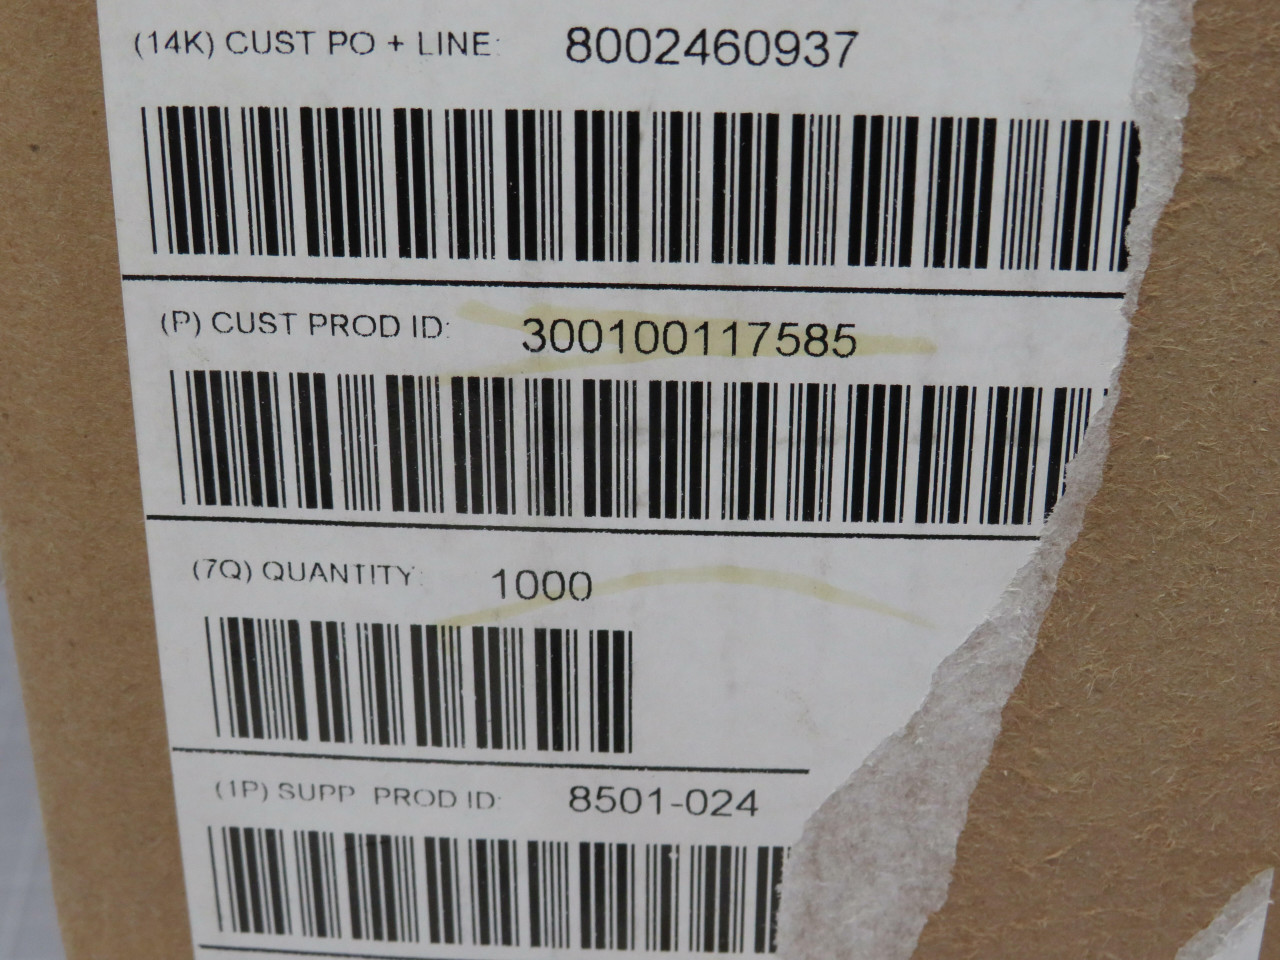 (14K) CUST PO + LINE: 8002460937
(P) CUST PROD ID: 300100117585
(7Q) QUANTITY: 1000
(1P) SUPP PROD ID: 8501-024